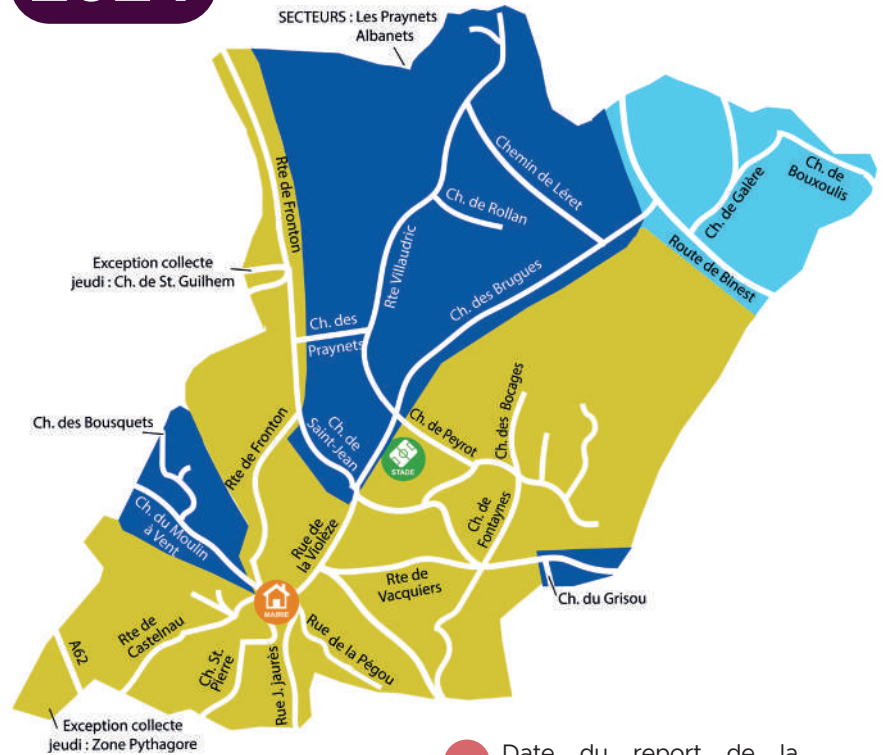 SECTEURS : Les Praynets
Albanets
Rte de Fronton
Chemin de Léret
Ch. de Rollan
Rte Villaudric
Ch. de Galère
Ch. de
Bouxoulis
Route de Binest
Exception collecte
jeudi : Ch. de St. Guilhem
Ch. des
Praynets
Ch. des Brugues
Ch. des Bousquets
Rte de Fronton
Ch. de
Saint-Jean
Ch. de Peyrot
Ch. des Bocages
STADE
Ch. du Moulin
à Vent
Rue de
la Violèze
Ch. de
Fontaynes
Rte de
Vacquiers
Ch. du Grisou
MAIRIE
Rte de
Castelnau
A62
Ch. St.
Pierre
Rue J. jaurès
Rue de la Pégou
Exception collecte
jeudi : Zone Pythagore
Date du report de la